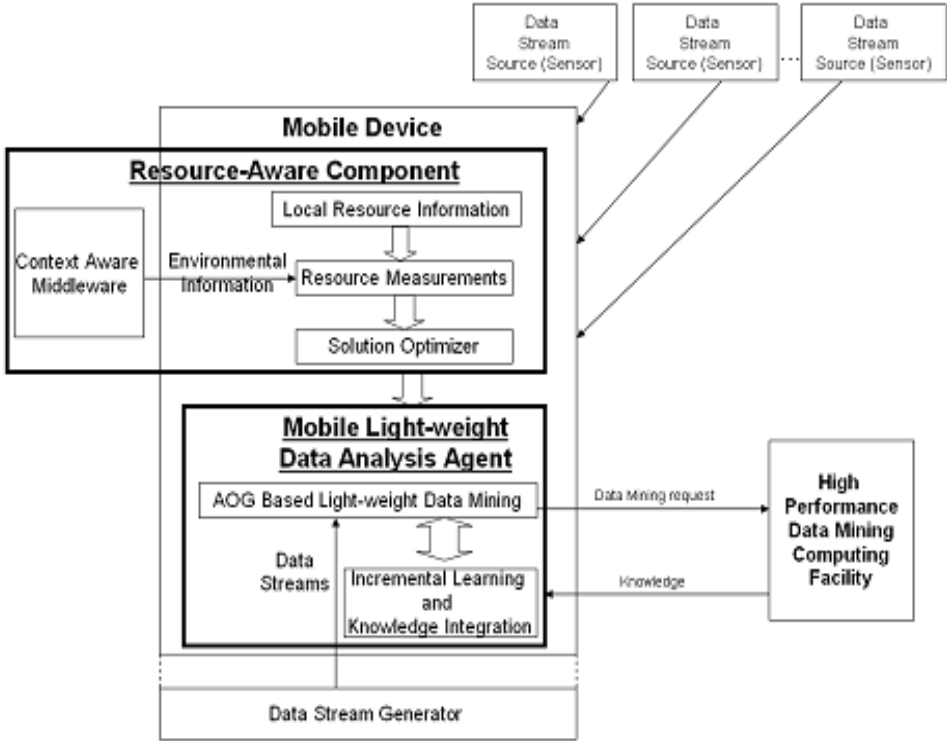 Data
Stream
Source (Sensor)
Data
Stream
Source (Sensor)
...
Data
Stream
Source (Sensor)
Mobile Device
Resource-Aware Component
Local Resource Information
Context Aware
Middleware
Environmental
Information
Resource Measurements
Solution Optimizer
Mobile Light-weight
Data Analysis Agent
AOG Based Light-weight Data Mining
Data Mining request
High
Performance
Data Mining
Computing
Facility
Data
Streams
Incremental Learning
and
Knowledge Integration
Knowledge
Data Stream Generator